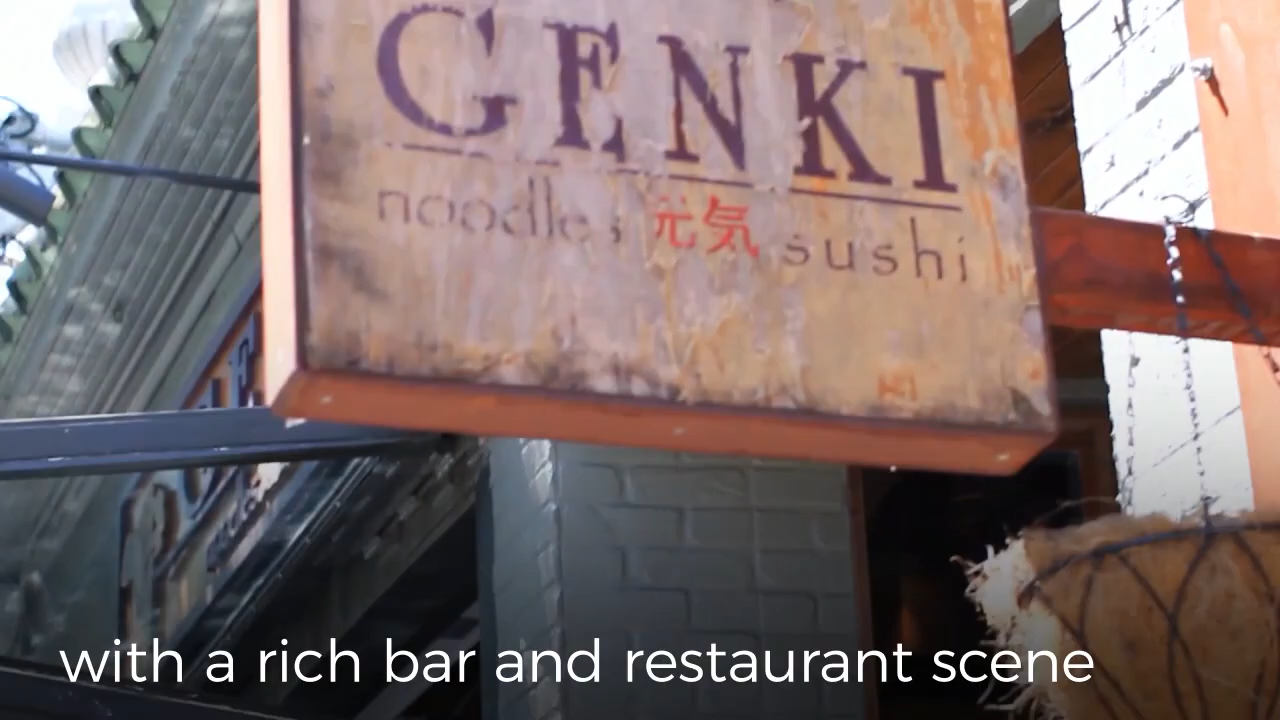 GENKI
noodles 元気 sushi
with a rich bar and restaurant scene